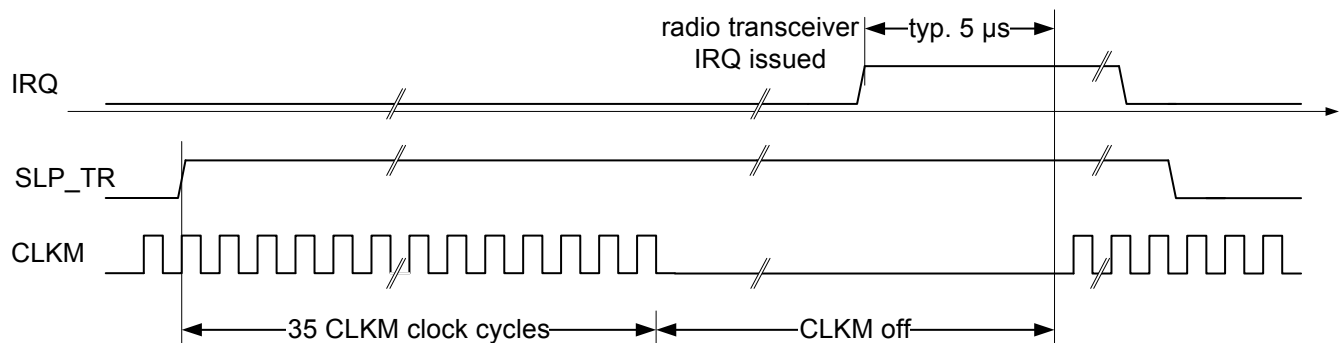 radio transceiver
IRQ issued
typ. 5 µs
IRQ
SLP_TR
CLKM
35 CLKM clock cycles
CLKM off